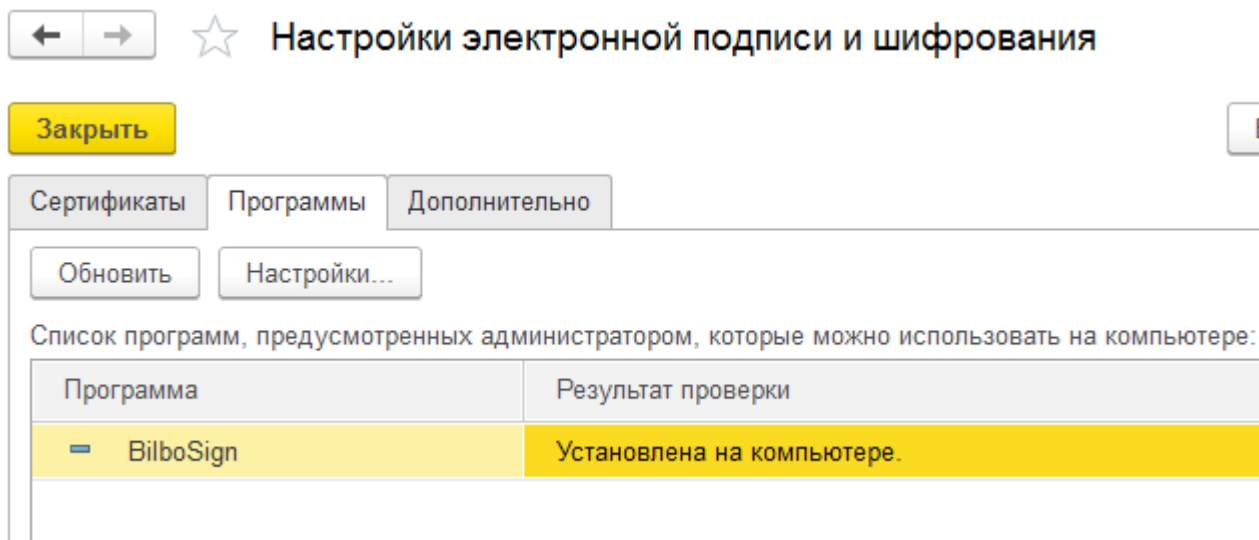 Настройки электронной подписи и шифрования
Закрыть
Сертификаты Программы Дополнительно
Обновить Настройки...
Список программ, предусмотренных администратором, которые можно использовать на компьютере:
Программа Результат проверки
BilboSign Установлена на компьютере.